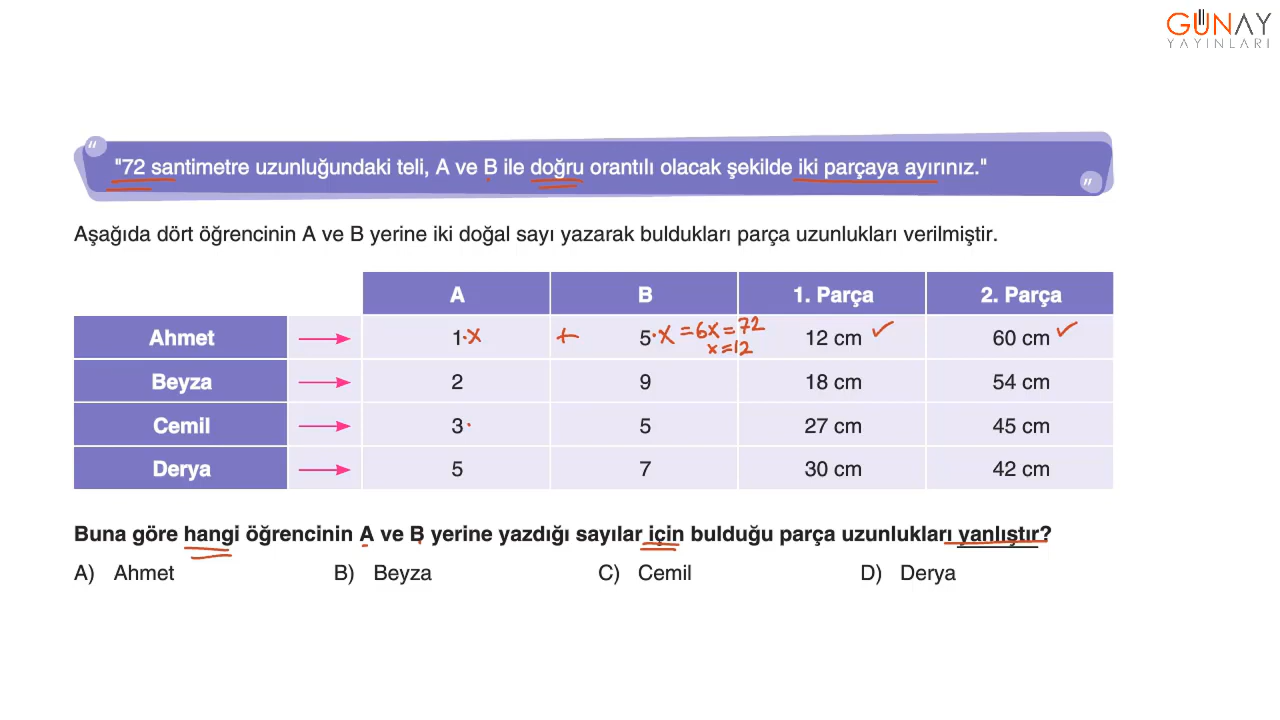 GÜNAY
YAYINLARI
"72 santimetre uzunluğundaki teli, A ve B ile doğru orantılı olacak şekilde iki parçaya ayırınız."
Aşağıda dört öğrencinin A ve B yerine iki doğal sayı yazarak buldukları parça uzunlukları verilmiştir.
A B 1. Parça 2. Parça
Ahmet 1·x + 5·x =6x=72 12 cm ✓ 60 cm ✓
x=12
Beyza 2 9 18 cm 54 cm
Cemil 3· 5 27 cm 45 cm
Derya 5 7 30 cm 42 cm
Buna göre hangi öğrencinin A ve B yerine yazdığı sayılar için bulduğu parça uzunlukları yanlıştır?
A) Ahmet B) Beyza C) Cemil D) Derya